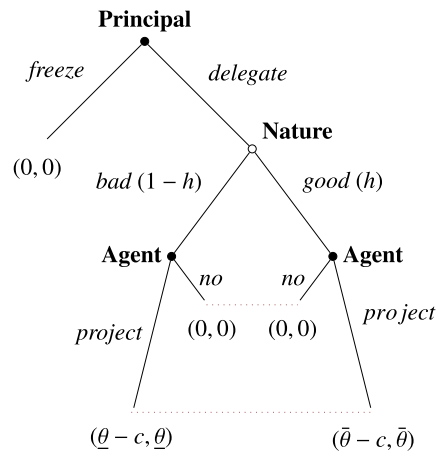 Principal
freeze
delegate
Nature
(0, 0)
bad (1 − h)
good (h)
Agent
no
no
Agent
project
(0, 0)
(0, 0)
project
(θ̲ − c, θ̲)
(θ̄ − c, θ̄)